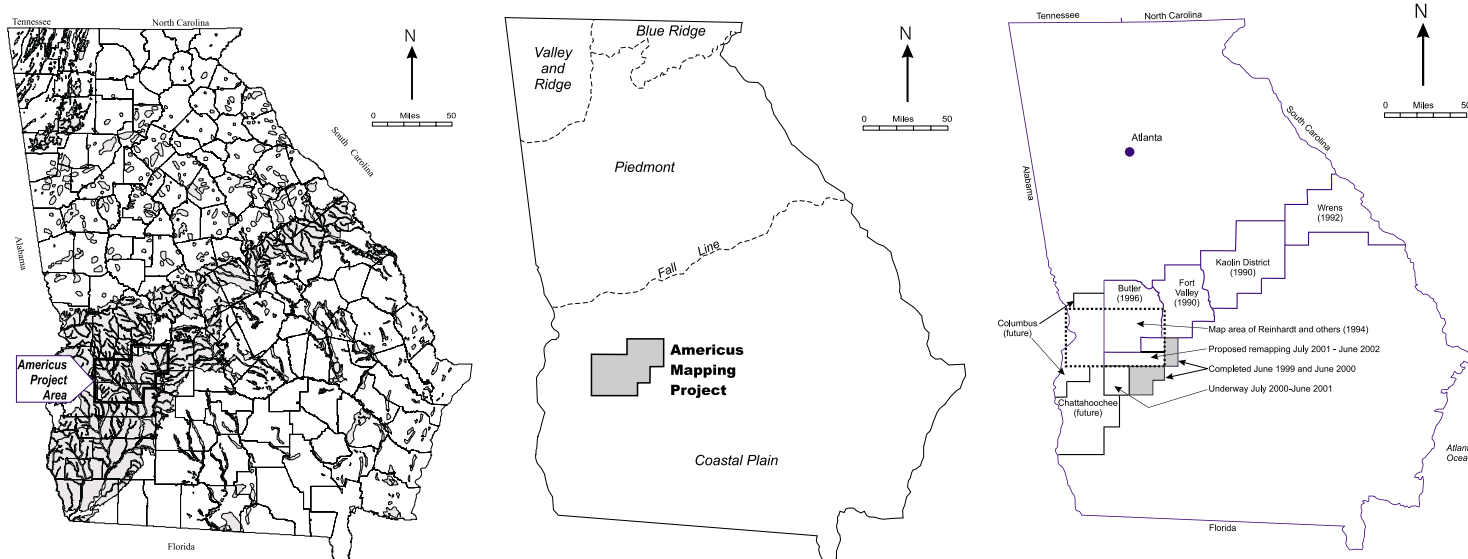 Tennessee
North Carolina
N
Miles
0
50
South Carolina
Alabama
Americus
Project
Area
Florida
Valley
and
Ridge
Blue Ridge
N
0
Miles
50
Piedmont
Fall Line
Americus
Mapping
Project
Coastal Plain
Tennessee
North Carolina
N
0
Miles
50
South Carolina
Atlanta
Alabama
Wrens
(1992)
Kaolin District
(1990)
Fort
Valley
(1990)
Butler
(1996)
Columbus
(future)
Map area of Reinhardt and others (1994)
Proposed remapping July 2001 - June 2002
Completed June 1999 and June 2000
Underway July 2000-June 2001
Chattahoochee
(future)
Atlant
Ocea
Florida